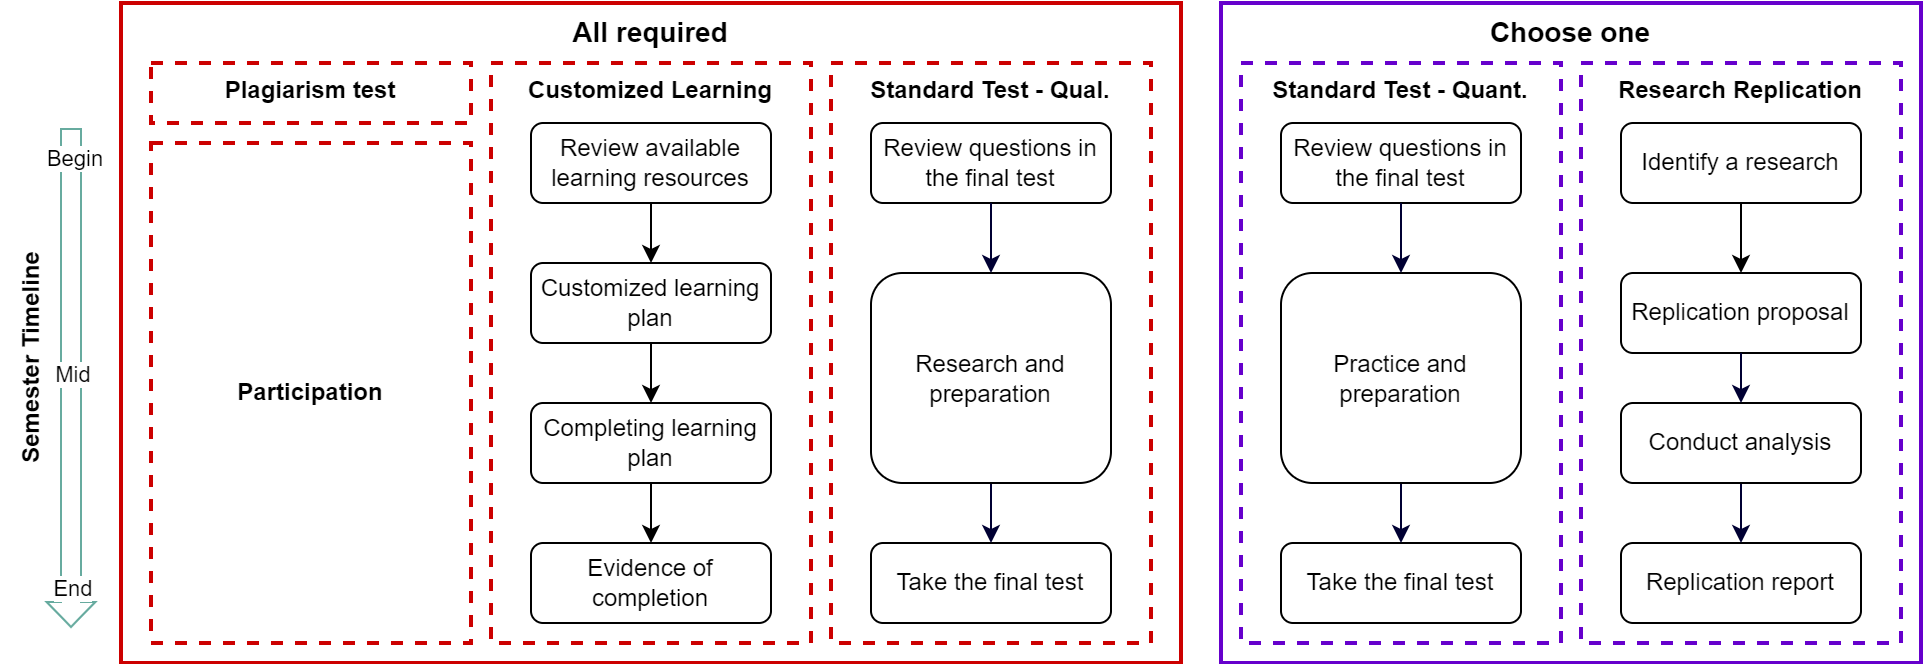 All required
Choose one
Plagiarism test
Customized Learning
Standard Test - Qual.
Standard Test - Quant.
Research Replication
Semester Timeline
Begin
Mid
End
Participation
Review available
learning resources
Customized learning
plan
Completing learning
plan
Evidence of
completion
Review questions in
the final test
Research and
preparation
Take the final test
Review questions in
the final test
Practice and
preparation
Take the final test
Identify a research
Replication proposal
Conduct analysis
Replication report